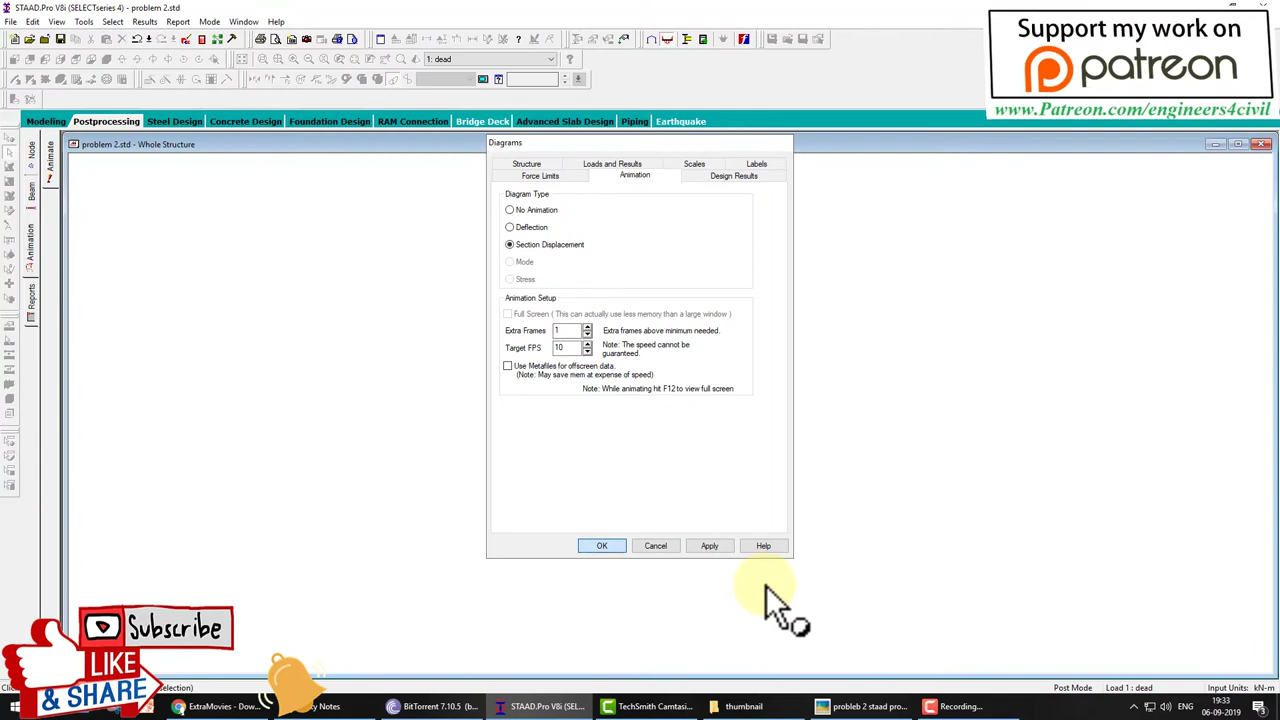 STAAD.Pro V8i (SELECTseries 4) - problem 2.std
File Edit View Tools Select Results Report Mode Window Help
1: dead
Modeling Postprocessing Steel Design Concrete Design Foundation Design RAM Connection Bridge Deck Advanced Slab Design Piping Earthquake
Support my work on
patreon
www.Patreon.com/engineers4civil
problem 2.std - Whole Structure
Node
Beam
Animation
Reports
Animate
Diagrams
Structure Loads and Results Scales Labels
Force Limits Animation Design Results
Diagram Type
No Animation
Deflection
Section Displacement
Mode
Stress
Animation Setup
Full Screen ( This can actually use less memory than a large window )
Extra Frames 1 Extra frames above minimum needed.
Target FPS 10 Note: The speed cannot be
guaranteed.
Use Metafiles for offscreen data.
(Note: May save mem at expense of speed)
Note: While animating hit F12 to view full screen
OK Cancel Apply Help
Subscribe
LIKE
& SHARE
Post Mode Load 1 : dead Input Units: kN-m
ExtraMovies - Dow... BitTorrent 7.10.5 (b... STAAD.Pro V8i (SEL... TechSmith Camtasi... thumbnail probleb 2 staad pro... Recording...
ENG 19:33
06-09-2019
3